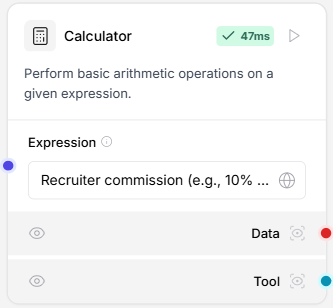 Calculator
47ms
Perform basic arithmetic operations on a
given expression.
Expression
Recruiter commission (e.g., 10% ...
Data
Tool